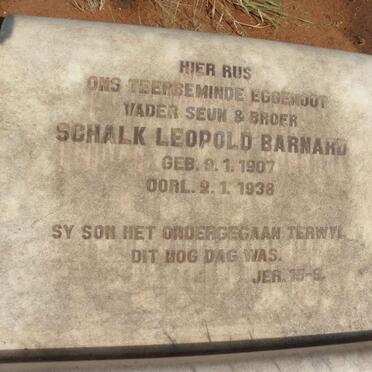 HIER RUS
ONS TEERBEMINDE EGGENOOT
VADER SEUN & BROER
SCHALK LEOPOLD BARNARD
GEB. 9.1.1907
OORL. 9.1.1938
SY SON HET ONDERGEGAAN TERWYL
DIT NOG DAG WAS.
JER. 15-9.